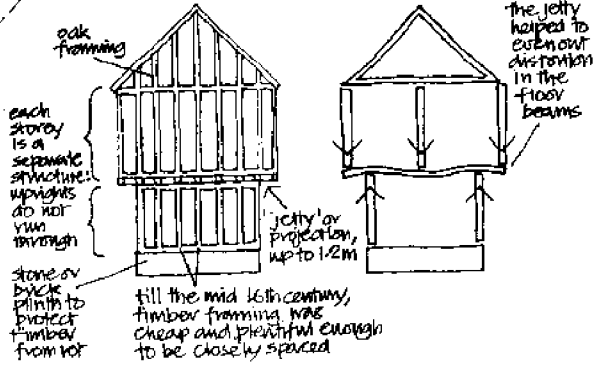 oak
framing
each
storey
is a
separate
structure:
uprights
do not
run
through
stone or
brick
plinth to
protect
timber
from rot
till the mid 16th century,
timber framing was
cheap and plentiful enough
to be closely spaced
'jetty' or
projection,
up to 1·2m
the jetty
helped to
even out
distortion
in the
floor
beams